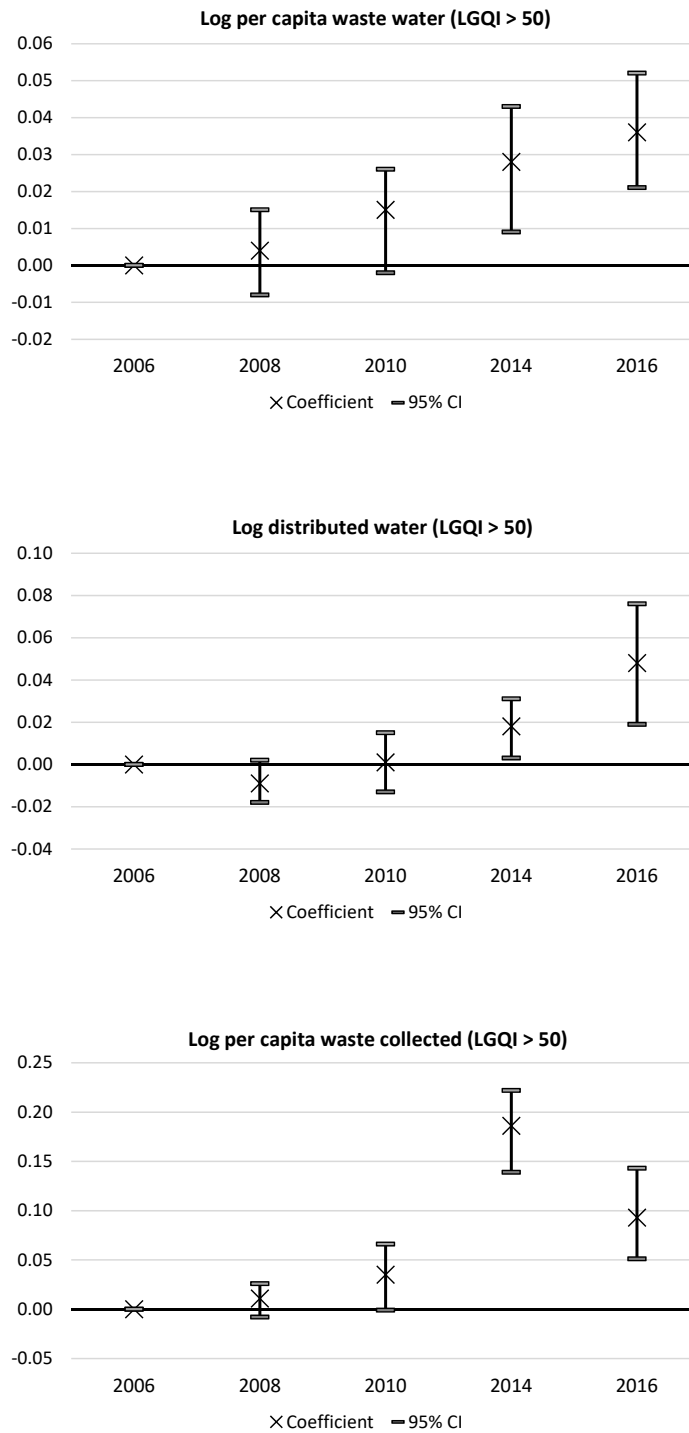 Log per capita waste water (LGQI > 50)
0.06
0.05
0.04
0.03
0.02
0.01
0.00
-0.01
-0.02
2006 2008 2010 2014 2016
Coefficient 95% CI
Log distributed water (LGQI > 50)
0.10
0.08
0.06
0.04
0.02
0.00
-0.02
-0.04
2006 2008 2010 2014 2016
Coefficient 95% CI
Log per capita waste collected (LGQI > 50)
0.25
0.20
0.15
0.10
0.05
0.00
-0.05
2006 2008 2010 2014 2016
Coefficient 95% CI